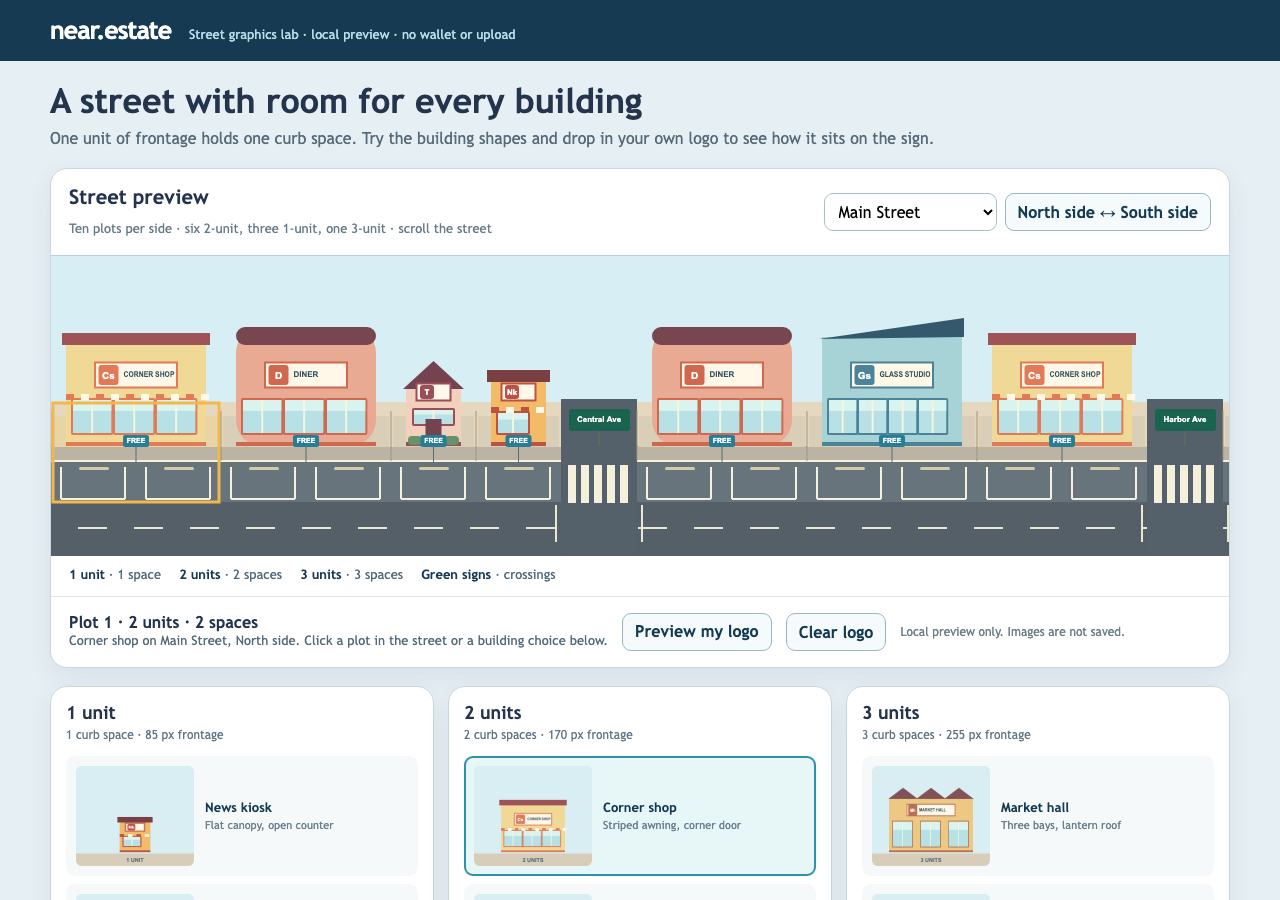 near.estate Street graphics lab · local preview · no wallet or upload
A street with room for every building
One unit of frontage holds one curb space. Try the building shapes and drop in your own logo to see how it sits on the sign.
Street preview
Ten plots per side · six 2-unit, three 1-unit, one 3-unit · scroll the street
Main Street
North side ↔ South side
Cs CORNER SHOP
D DINER
T
Nk
Central Ave
D DINER
Gs GLASS STUDIO
Cs CORNER SHOP
Harbor Ave
FREE FREE FREE FREE FREE FREE FREE
1 unit · 1 space 2 units · 2 spaces 3 units · 3 spaces Green signs · crossings
Plot 1 · 2 units · 2 spaces
Corner shop on Main Street, North side. Click a plot in the street or a building choice below.
Preview my logo
Clear logo
Local preview only. Images are not saved.
1 unit
1 curb space · 85 px frontage
News kiosk
Flat canopy, open counter
Nk
1 UNIT
2 units
2 curb spaces · 170 px frontage
Corner shop
Striped awning, corner door
Cs CORNER SHOP
2 UNITS
3 units
3 curb spaces · 255 px frontage
Market hall
Three bays, lantern roof
MARKET HALL
3 UNITS